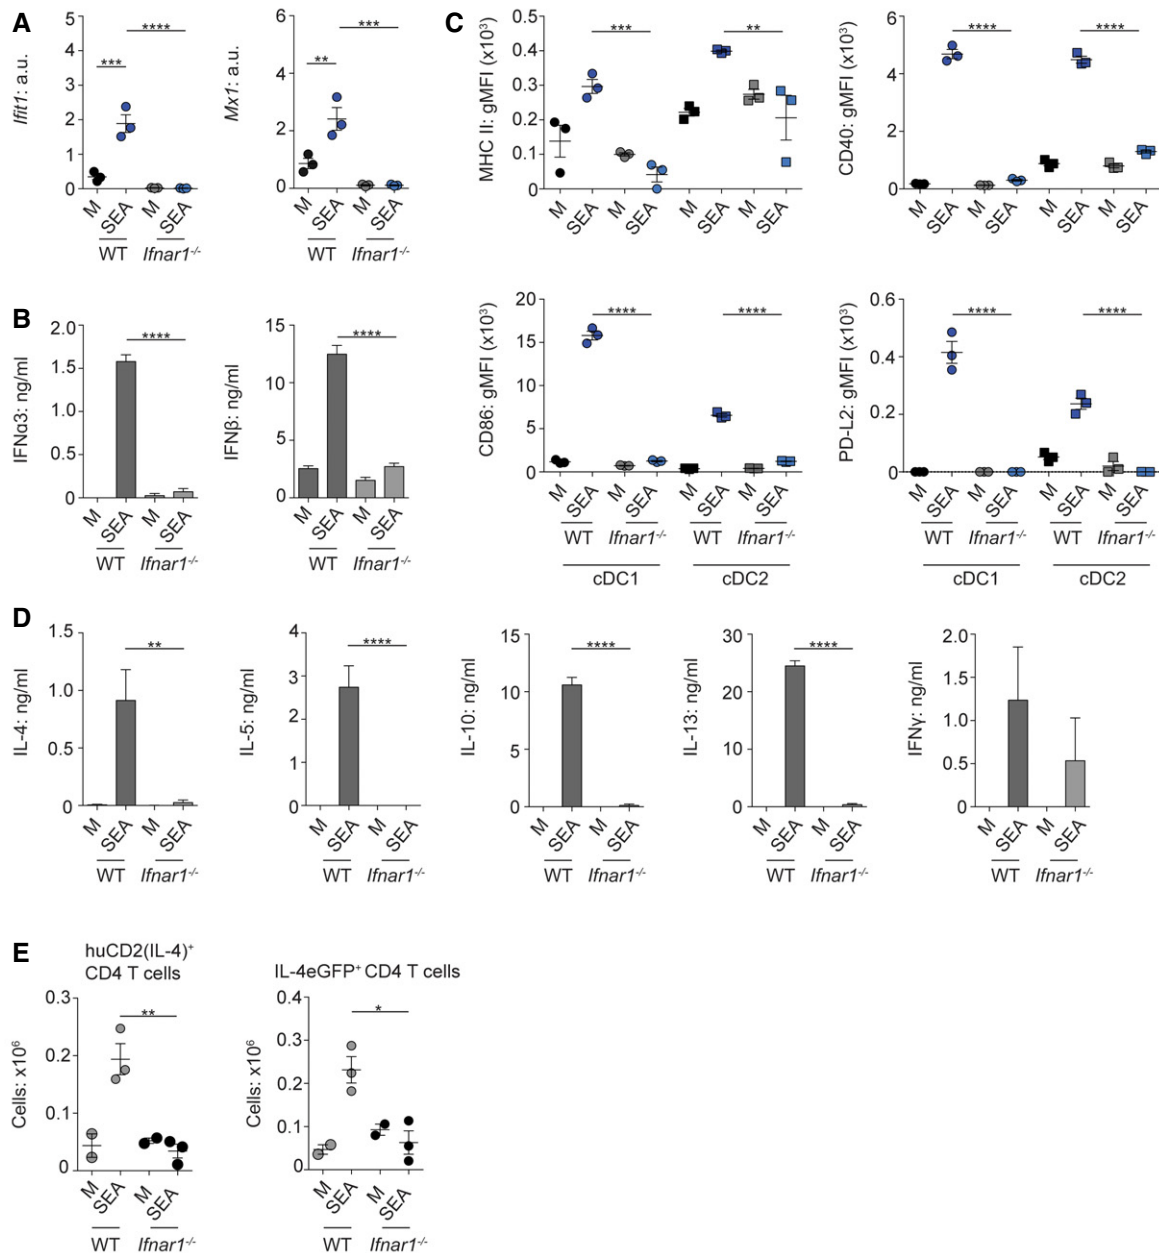 A
Ifit1: a.u.
5
4
3
2
1
0
***
****
M
SEA
M
SEA
WT
Ifnar1-/-
Mx1: a.u.
6
4
2
0
**
***
M
SEA
M
SEA
WT
Ifnar1-/-
B
IFNα3: ng/ml
2.0
1.5
1.0
0.5
0
****
M
SEA
M
SEA
WT
Ifnar1-/-
IFNβ: ng/ml
15
10
5
0
****
M
SEA
M
SEA
WT
Ifnar1-/-
C
MHC II: gMFI (x10³)
0.5
0.4
0.3
0.2
0.1
0
***
**
M
SEA
M
SEA
M
SEA
M
SEA
CD40: gMFI (x10³)
6
4
2
0
****
****
M
SEA
M
SEA
M
SEA
M
SEA
CD86: gMFI (x10³)
20
15
10
5
0
****
****
M
SEA
M
SEA
M
SEA
M
SEA
WT
Ifnar1-/-
WT
Ifnar1-/-
cDC1
cDC2
PD-L2: gMFI (x10³)
0.6
0.4
0.2
0
****
****
M
SEA
M
SEA
M
SEA
M
SEA
WT
Ifnar1-/-
WT
Ifnar1-/-
cDC1
cDC2
D
IL-4: ng/ml
1.5
1.0
0.5
0
**
M
SEA
M
SEA
WT
Ifnar1-/-
IL-5: ng/ml
4
3
2
1
0
****
M
SEA
M
SEA
WT
Ifnar1-/-
IL-10: ng/ml
15
10
5
0
****
M
SEA
M
SEA
WT
Ifnar1-/-
IL-13: ng/ml
30
20
10
0
****
M
SEA
M
SEA
WT
Ifnar1-/-
IFNγ: ng/ml
2.0
1.5
1.0
0.5
0
M
SEA
M
SEA
WT
Ifnar1-/-
E
huCD2(IL-4)⁺
CD4 T cells
Cells: x10⁶
0.3
0.2
0.1
0
**
M
SEA
M
SEA
WT
Ifnar1-/-
IL-4eGFP⁺ CD4 T cells
Cells: x10⁶
0.4
0.3
0.2
0.1
0
*
M
SEA
M
SEA
WT
Ifnar1-/-